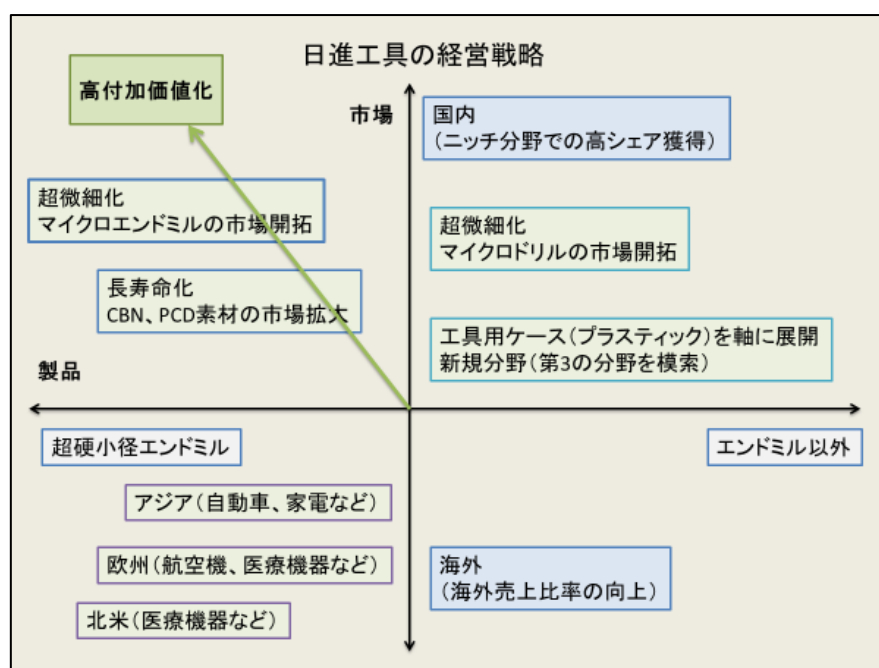 日進工具の経営戦略
高付加価値化
市場
国内
（ニッチ分野での高シェア獲得）
超微細化
マイクロエンドミルの市場開拓
超微細化
マイクロドリルの市場開拓
長寿命化
CBN、PCD素材の市場拡大
工具用ケース（プラスティック）を軸に展開
新規分野（第3の分野を模索）
製品
超硬小径エンドミル
エンドミル以外
アジア（自動車、家電など）
欧州（航空機、医療機器など）
北米（医療機器など）
海外
（海外売上比率の向上）